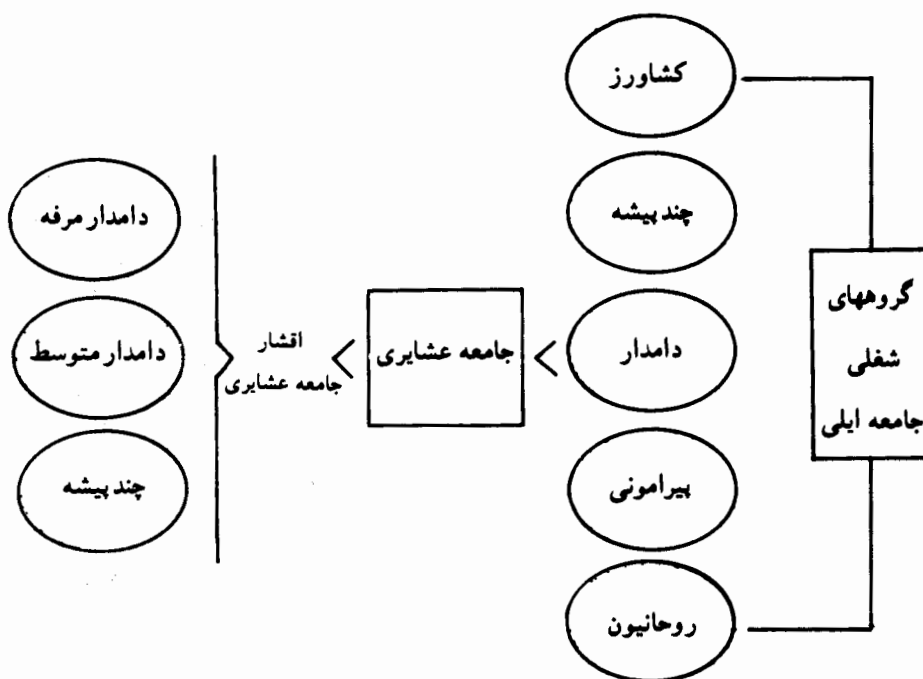 گروههای
شغلی
جامعه ایلی
کشاورز
چند پیشه
دامدار
پیرامونی
روحانیون
جامعه عشایری
اقشار
جامعه عشایری
دامدار مرفه
دامدار متوسط
چند پیشه